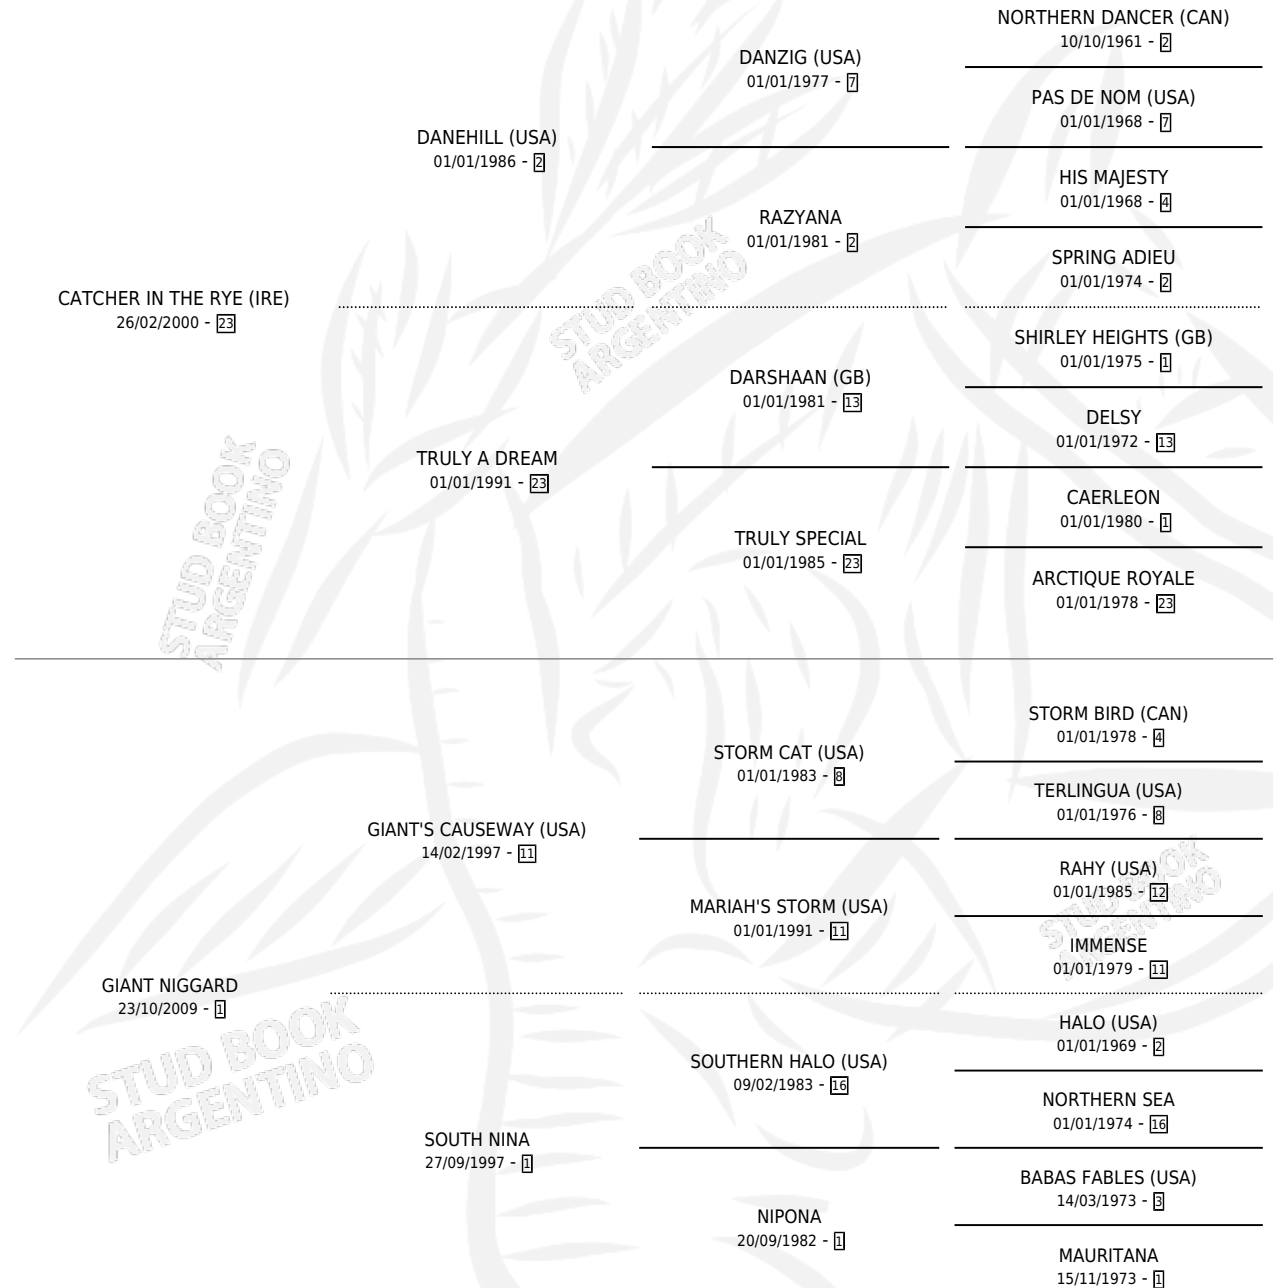 NORTHERN DANCER (CAN)
10/10/1961 - 2
DANZIG (USA)
01/01/1977 - 7
PAS DE NOM (USA)
01/01/1968 - 7
DANEHILL (USA)
01/01/1986 - 2
HIS MAJESTY
01/01/1968 - 4
RAZYANA
01/01/1981 - 2
SPRING ADIEU
01/01/1974 - 2
CATCHER IN THE RYE (IRE)
26/02/2000 - 23
STUD BOOK
ARGENTINO
SHIRLEY HEIGHTS (GB)
01/01/1975 - 1
DARSHAAN (GB)
01/01/1981 - 13
DELSY
01/01/1972 - 13
TRULY A DREAM
01/01/1991 - 23
CAERLEON
01/01/1980 - 1
TRULY SPECIAL
01/01/1985 - 23
ARCTIQUE ROYALE
01/01/1978 - 23
STUD BOOK
ARGENTINO
STORM BIRD (CAN)
01/01/1978 - 4
STORM CAT (USA)
01/01/1983 - 8
TERLINGUA (USA)
01/01/1976 - 8
GIANT'S CAUSEWAY (USA)
14/02/1997 - 11
RAHY (USA)
01/01/1985 - 12
MARIAH'S STORM (USA)
01/01/1991 - 11
STUD BOOK
ARGENTINO
IMMENSE
01/01/1979 - 11
GIANT NIGGARD
23/10/2009 - 1
STUD BOOK
ARGENTINO
HALO (USA)
01/01/1969 - 2
SOUTHERN HALO (USA)
09/02/1983 - 16
NORTHERN SEA
01/01/1974 - 16
SOUTH NINA
27/09/1997 - 1
BABAS FABLES (USA)
14/03/1973 - 3
NIPONA
20/09/1982 - 1
MAURITANA
15/11/1973 - 1